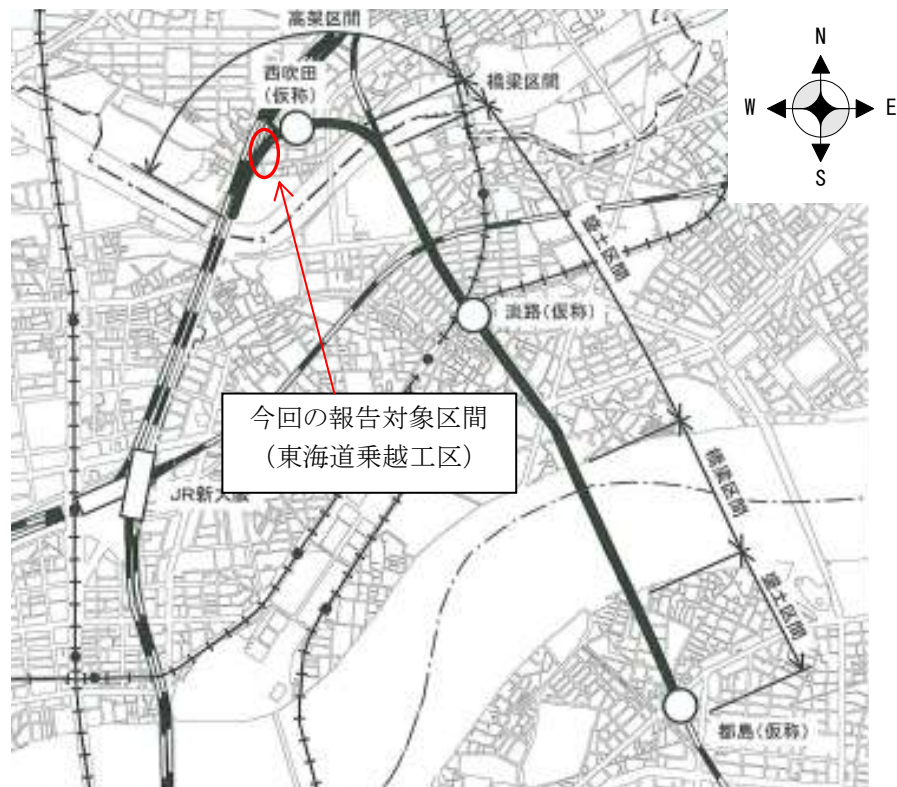 高架区間
西吹田
(仮称)
橋梁区間
N
W
E
S
盛土区間
淡路(仮称)
今回の報告対象区間
(東海道乗越工区)
JR新大阪
橋梁区間
盛土区間
都島(仮称)